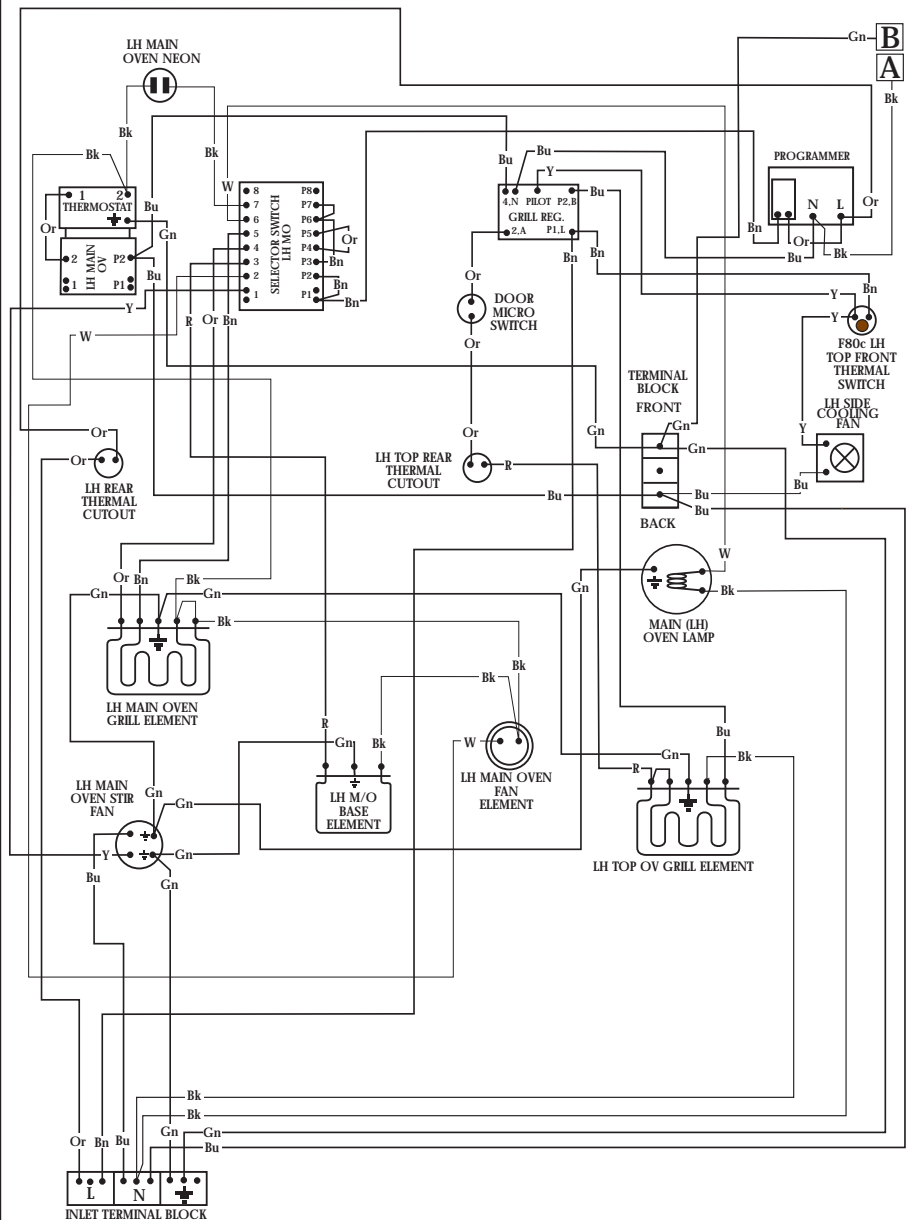 Gn B
A
Bk
LH MAIN
OVEN NEON
Bk
Bk
Bk
W
Bu
Gn
Or
1 2
THERMOSTAT
2 P2
1 P1
LH MAIN
OV
Bu
Y
W
8 P8
7 P7
6 P6
5 P5
4 P4
3 P3
2 P2
1 P1
SELECTOR SWITCH
LH MO
Or
Bn
Bn
Bn
R Or Bn
Bu
Bu
Y
Bu
4,N PILOT P2,B
GRILL REG.
2,A P1,L
Bn
Bn
Or
DOOR
MICRO
SWITCH
Or
Or
PROGRAMMER
N L
Or
Bn
Or
Bk
Bu
Y
Bn
Y
F80c LH
TOP FRONT
THERMAL
SWITCH
LH SIDE
COOLING
FAN
Y
Bu
TERMINAL
BLOCK
FRONT
Gn
Gn
Gn
Bu
Bu
Bu
BACK
Or
Or
LH REAR
THERMAL
CUTOUT
LH TOP REAR
THERMAL
CUTOUT
R
W
Gn
Bk
MAIN (LH)
OVEN LAMP
Or Bn
Bk
Gn
Gn
Bk
LH MAIN OVEN
GRILL ELEMENT
Bk
Bk
R
Gn
Bk
LH M/O
BASE
ELEMENT
W
LH MAIN OVEN
FAN
ELEMENT
Bu
Gn
Bk
R
LH TOP OV GRILL ELEMENT
LH MAIN
OVEN STIR
FAN
Gn
Gn
Y
Gn
Bu
Gn
Bk
Bk
Or Bn Bu
Gn
Gn
Bu
L N
INLET TERMINAL BLOCK